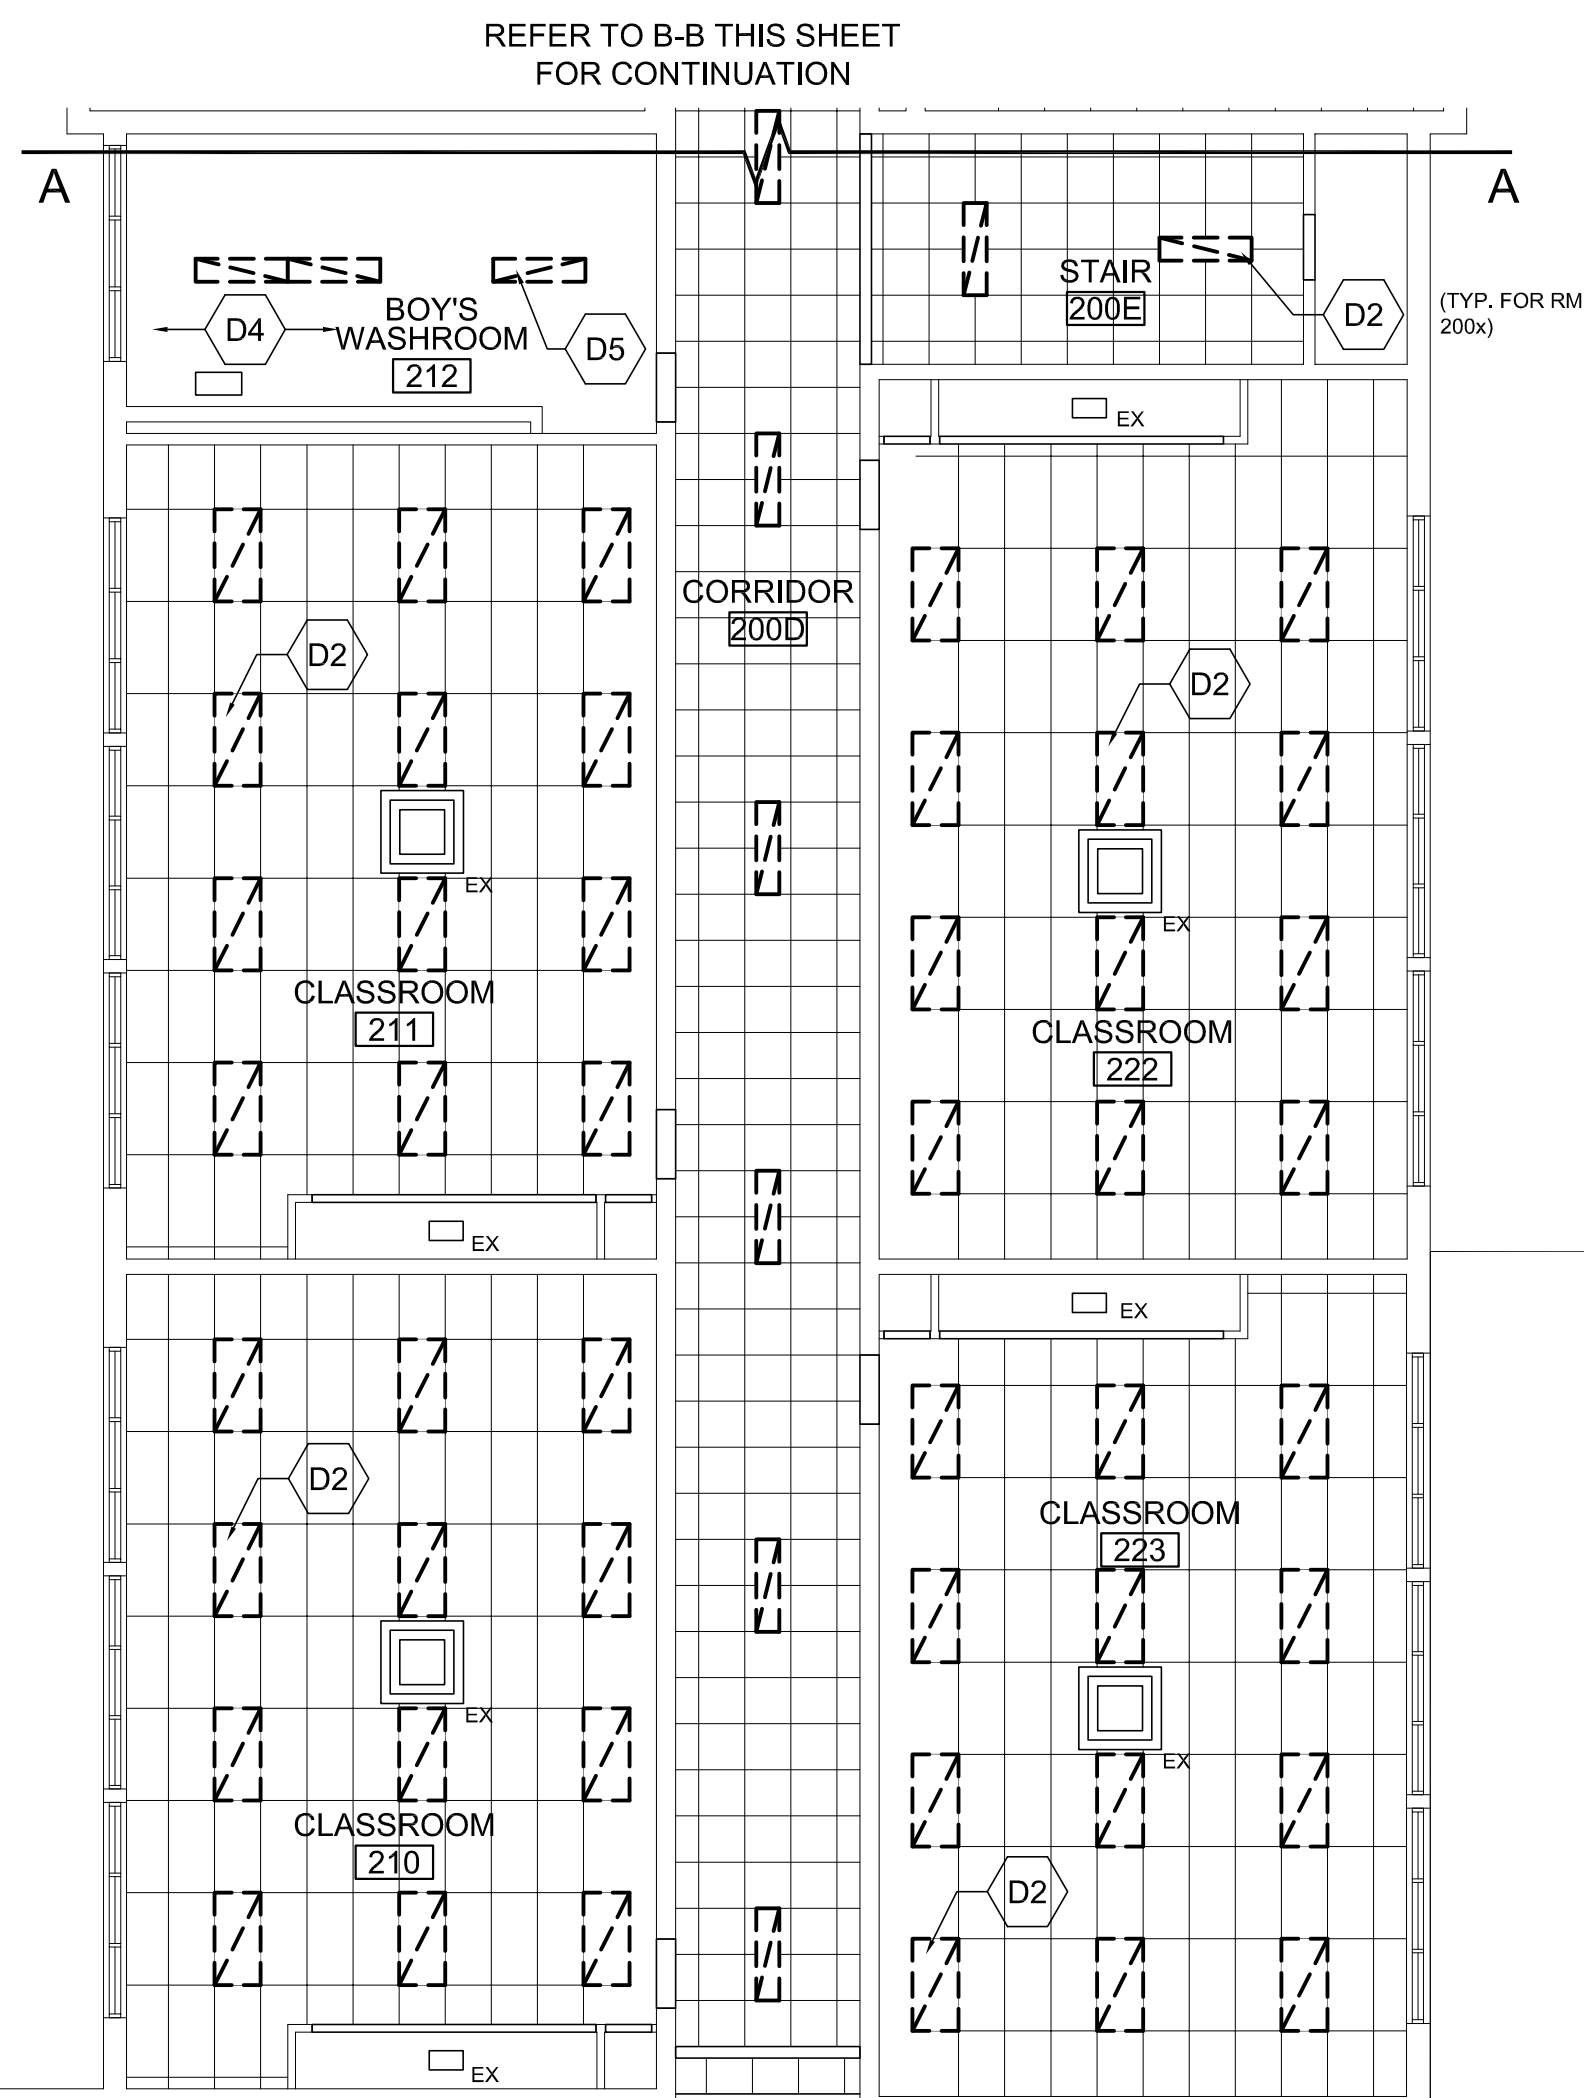 REFER TO B-B THIS SHEET
FOR CONTINUATION
A
A
STAIR
200E
D2
(TYP. FOR RM
200x)
D4
BOY'S
WASHROOM
212
D5
EX
CORRIDOR
200D
D2
D2
EX
EX
CLASSROOM
211
CLASSROOM
222
EX
EX
D2
CLASSROOM
223
EX
EX
CLASSROOM
210
D2
EX